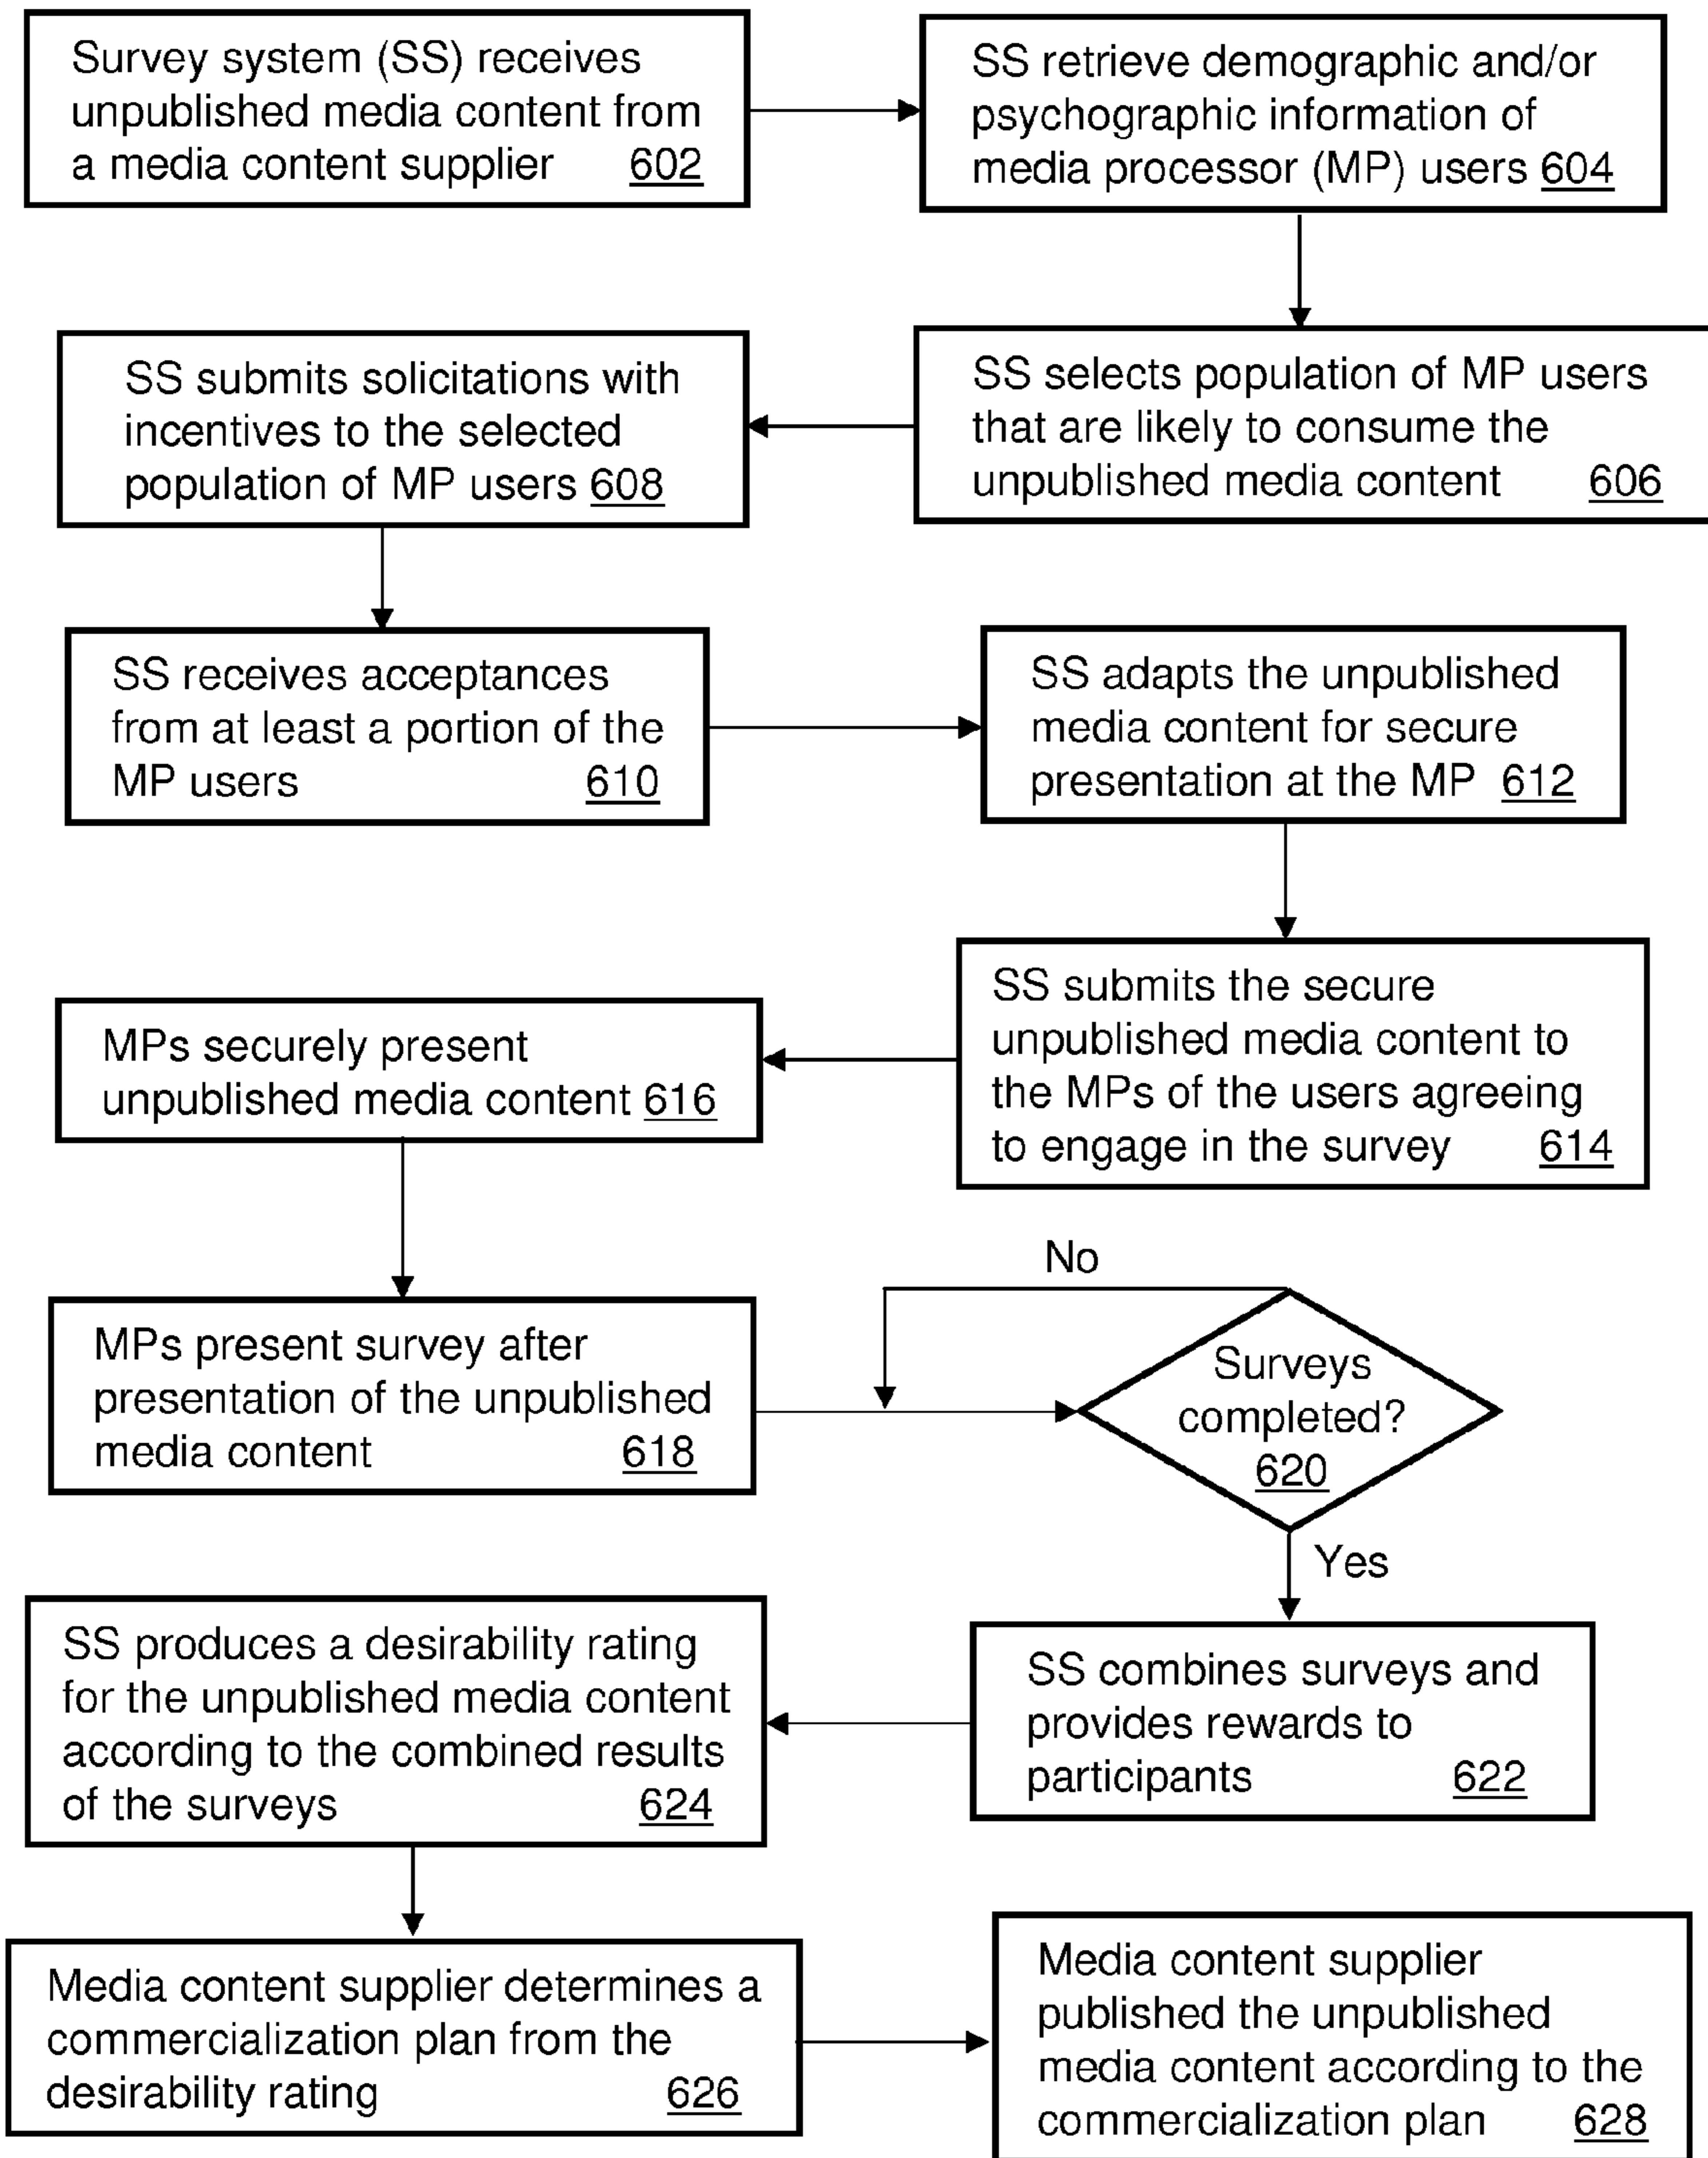 Survey system (SS) receives
unpublished media content from
a media content supplier 602
SS retrieve demographic and/or
psychographic information of
media processor (MP) users 604
SS selects population of MP users
that are likely to consume the
unpublished media content 606
SS submits solicitations with
incentives to the selected
population of MP users 608
SS receives acceptances
from at least a portion of the
MP users 610
SS adapts the unpublished
media content for secure
presentation at the MP 612
SS submits the secure
unpublished media content to
the MPs of the users agreeing
to engage in the survey 614
MPs securely present
unpublished media content 616
MPs present survey after
presentation of the unpublished
media content 618
No
Surveys
completed?
620
Yes
SS combines surveys and
provides rewards to
participants 622
SS produces a desirability rating
for the unpublished media content
according to the combined results
of the surveys 624
Media content supplier determines a
commercialization plan from the
desirability rating 626
Media content supplier
published the unpublished
media content according to the
commercialization plan 628